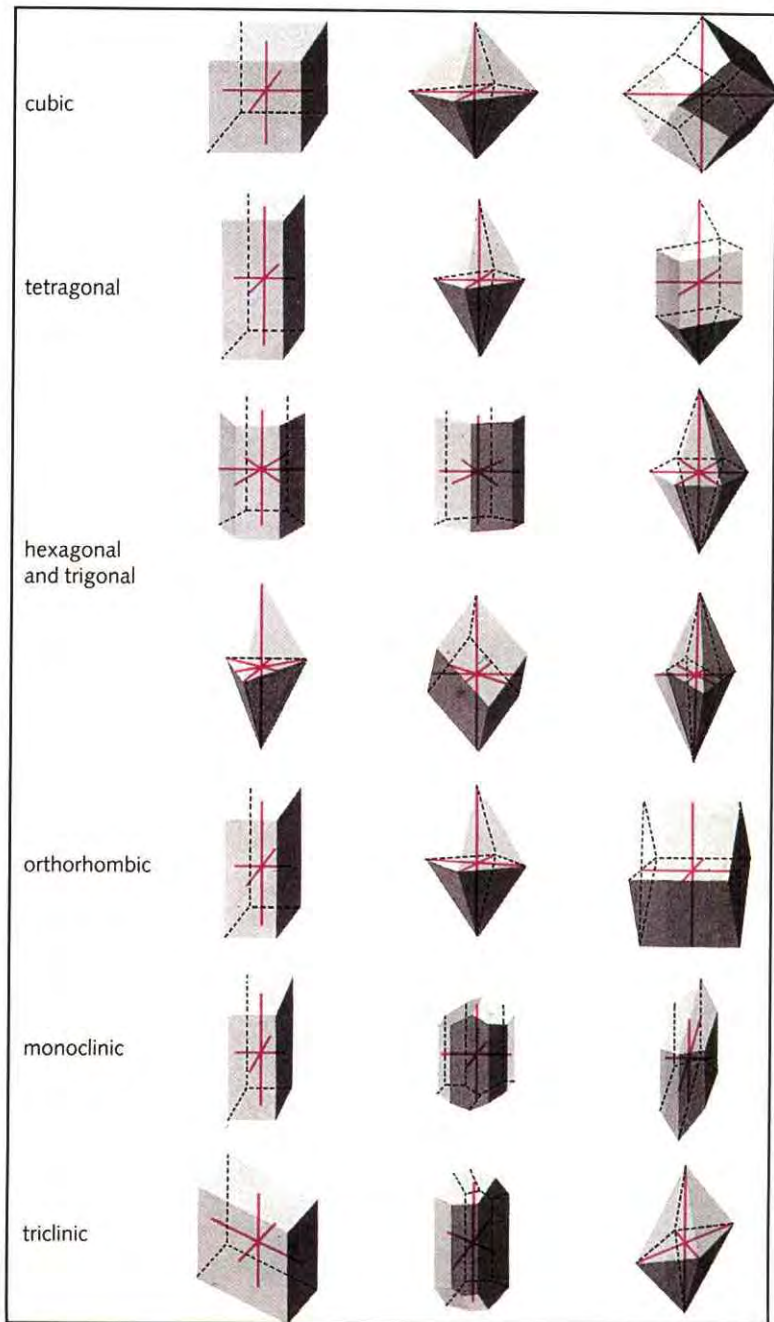 cubic
tetragonal
hexagonal
and trigonal
orthorhombic
monoclinic
triclinic